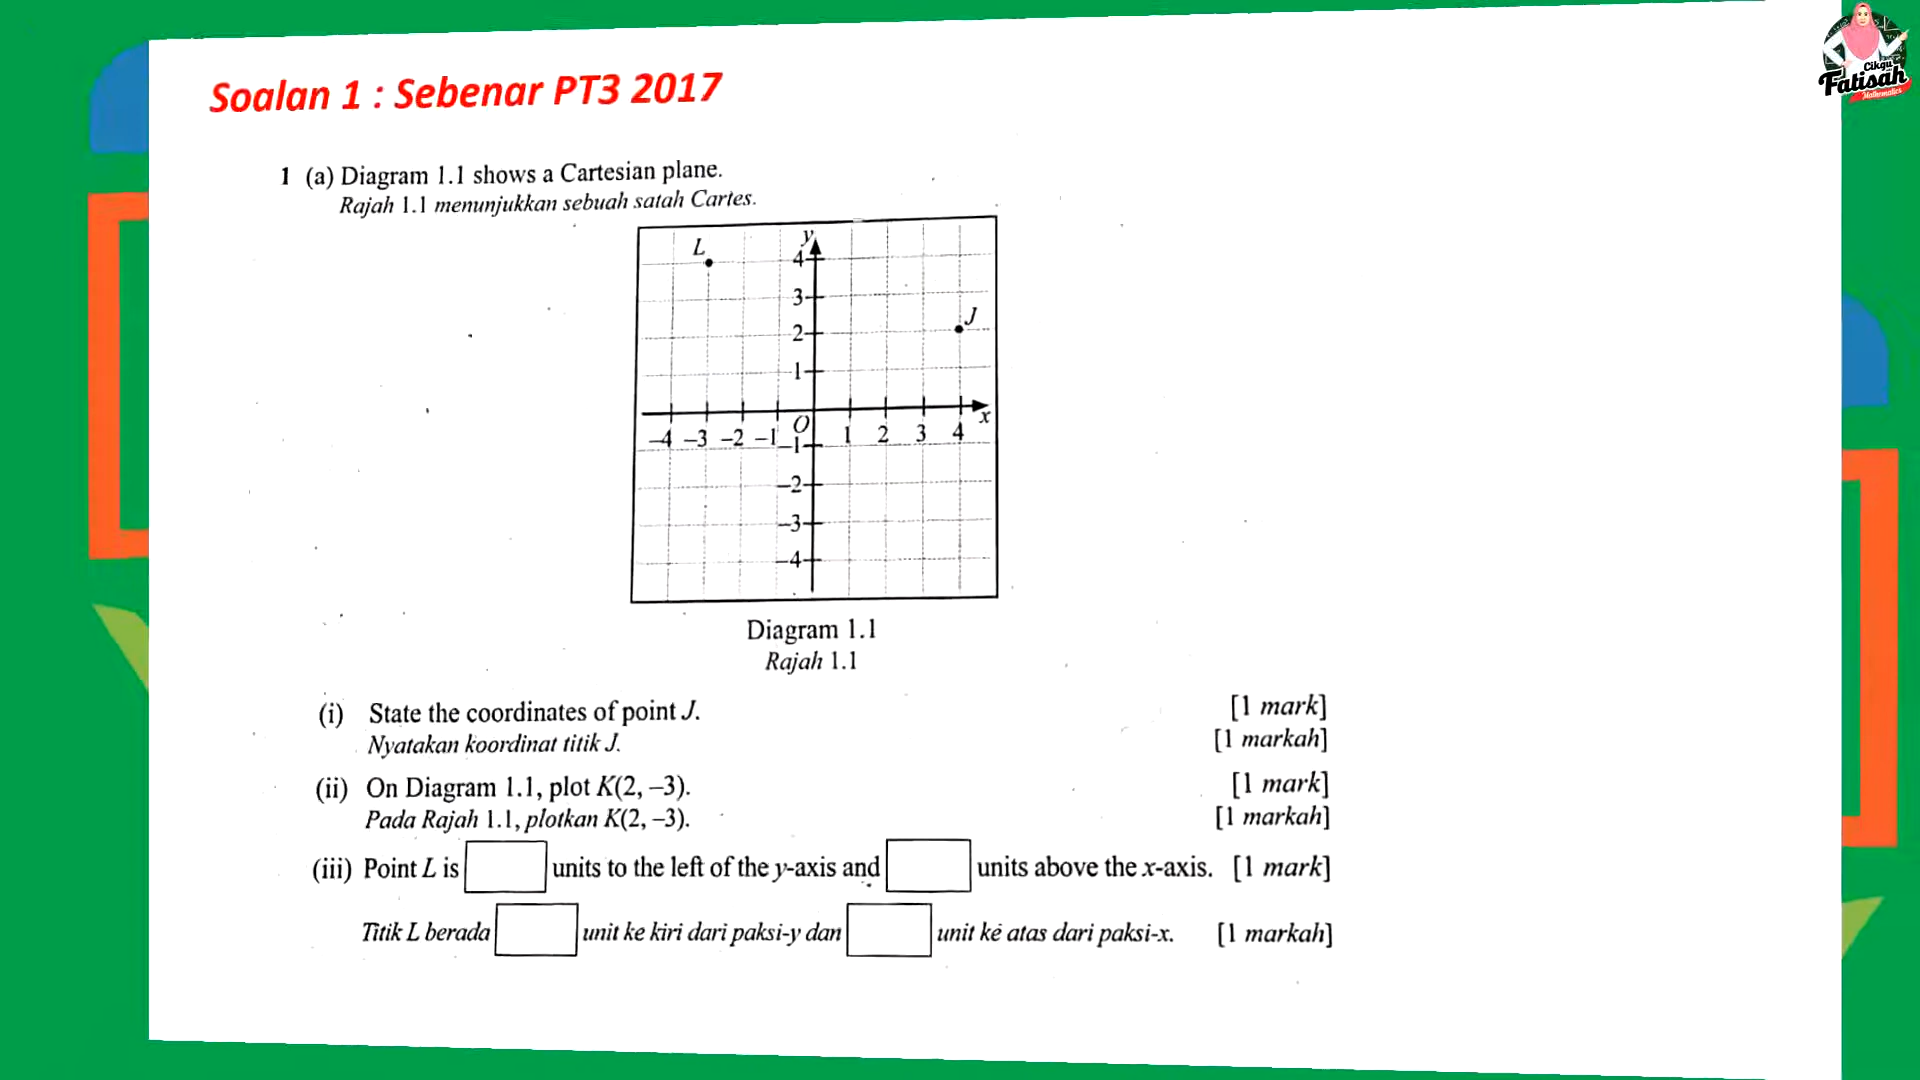 Cikgu
Fatisah
Mathematics
Soalan 1 : Sebenar PT3 2017
1 (a) Diagram 1.1 shows a Cartesian plane.
Rajah 1.1 menunjukkan sebuah satah Cartes.
y
L
4
3
J
2
1
O
x
–4 –3 –2 –1 1 2 3 4
–1
–2
–3
–4
Diagram 1.1
Rajah 1.1
(i) State the coordinates of point J. [1 mark]
Nyatakan koordinat titik J. [1 markah]
(ii) On Diagram 1.1, plot K(2, –3). [1 mark]
Pada Rajah 1.1, plotkan K(2, –3). [1 markah]
(iii) Point L is units to the left of the y-axis and units above the x-axis. [1 mark]
Titik L berada unit ke kiri dari paksi-y dan unit ke atas dari paksi-x. [1 markah]